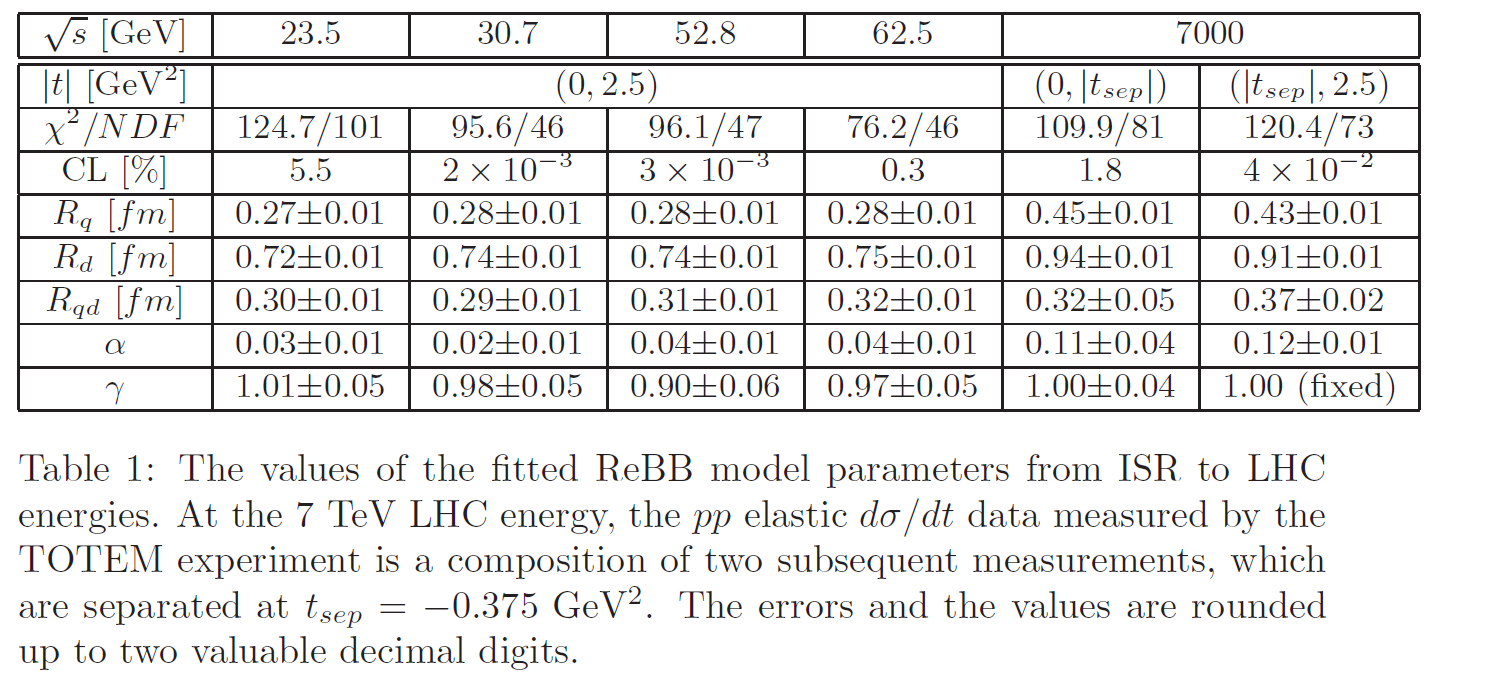 √s [GeV] 23.5 30.7 52.8 62.5 7000
|t| [GeV²] (0, 2.5) (0, |t_sep|) (|t_sep|, 2.5)
χ²/NDF 124.7/101 95.6/46 96.1/47 76.2/46 109.9/81 120.4/73
CL [%] 5.5 2 × 10⁻³ 3 × 10⁻³ 0.3 1.8 4 × 10⁻²
R_q [fm] 0.27±0.01 0.28±0.01 0.28±0.01 0.28±0.01 0.45±0.01 0.43±0.01
R_d [fm] 0.72±0.01 0.74±0.01 0.74±0.01 0.75±0.01 0.94±0.01 0.91±0.01
R_qd [fm] 0.30±0.01 0.29±0.01 0.31±0.01 0.32±0.01 0.32±0.05 0.37±0.02
α 0.03±0.01 0.02±0.01 0.04±0.01 0.04±0.01 0.11±0.04 0.12±0.01
γ 1.01±0.05 0.98±0.05 0.90±0.06 0.97±0.05 1.00±0.04 1.00 (fixed)
Table 1: The values of the fitted ReBB model parameters from ISR to LHC
energies. At the 7 TeV LHC energy, the pp elastic dσ/dt data measured by the
TOTEM experiment is a composition of two subsequent measurements, which
are separated at t_sep = −0.375 GeV². The errors and the values are rounded
up to two valuable decimal digits.